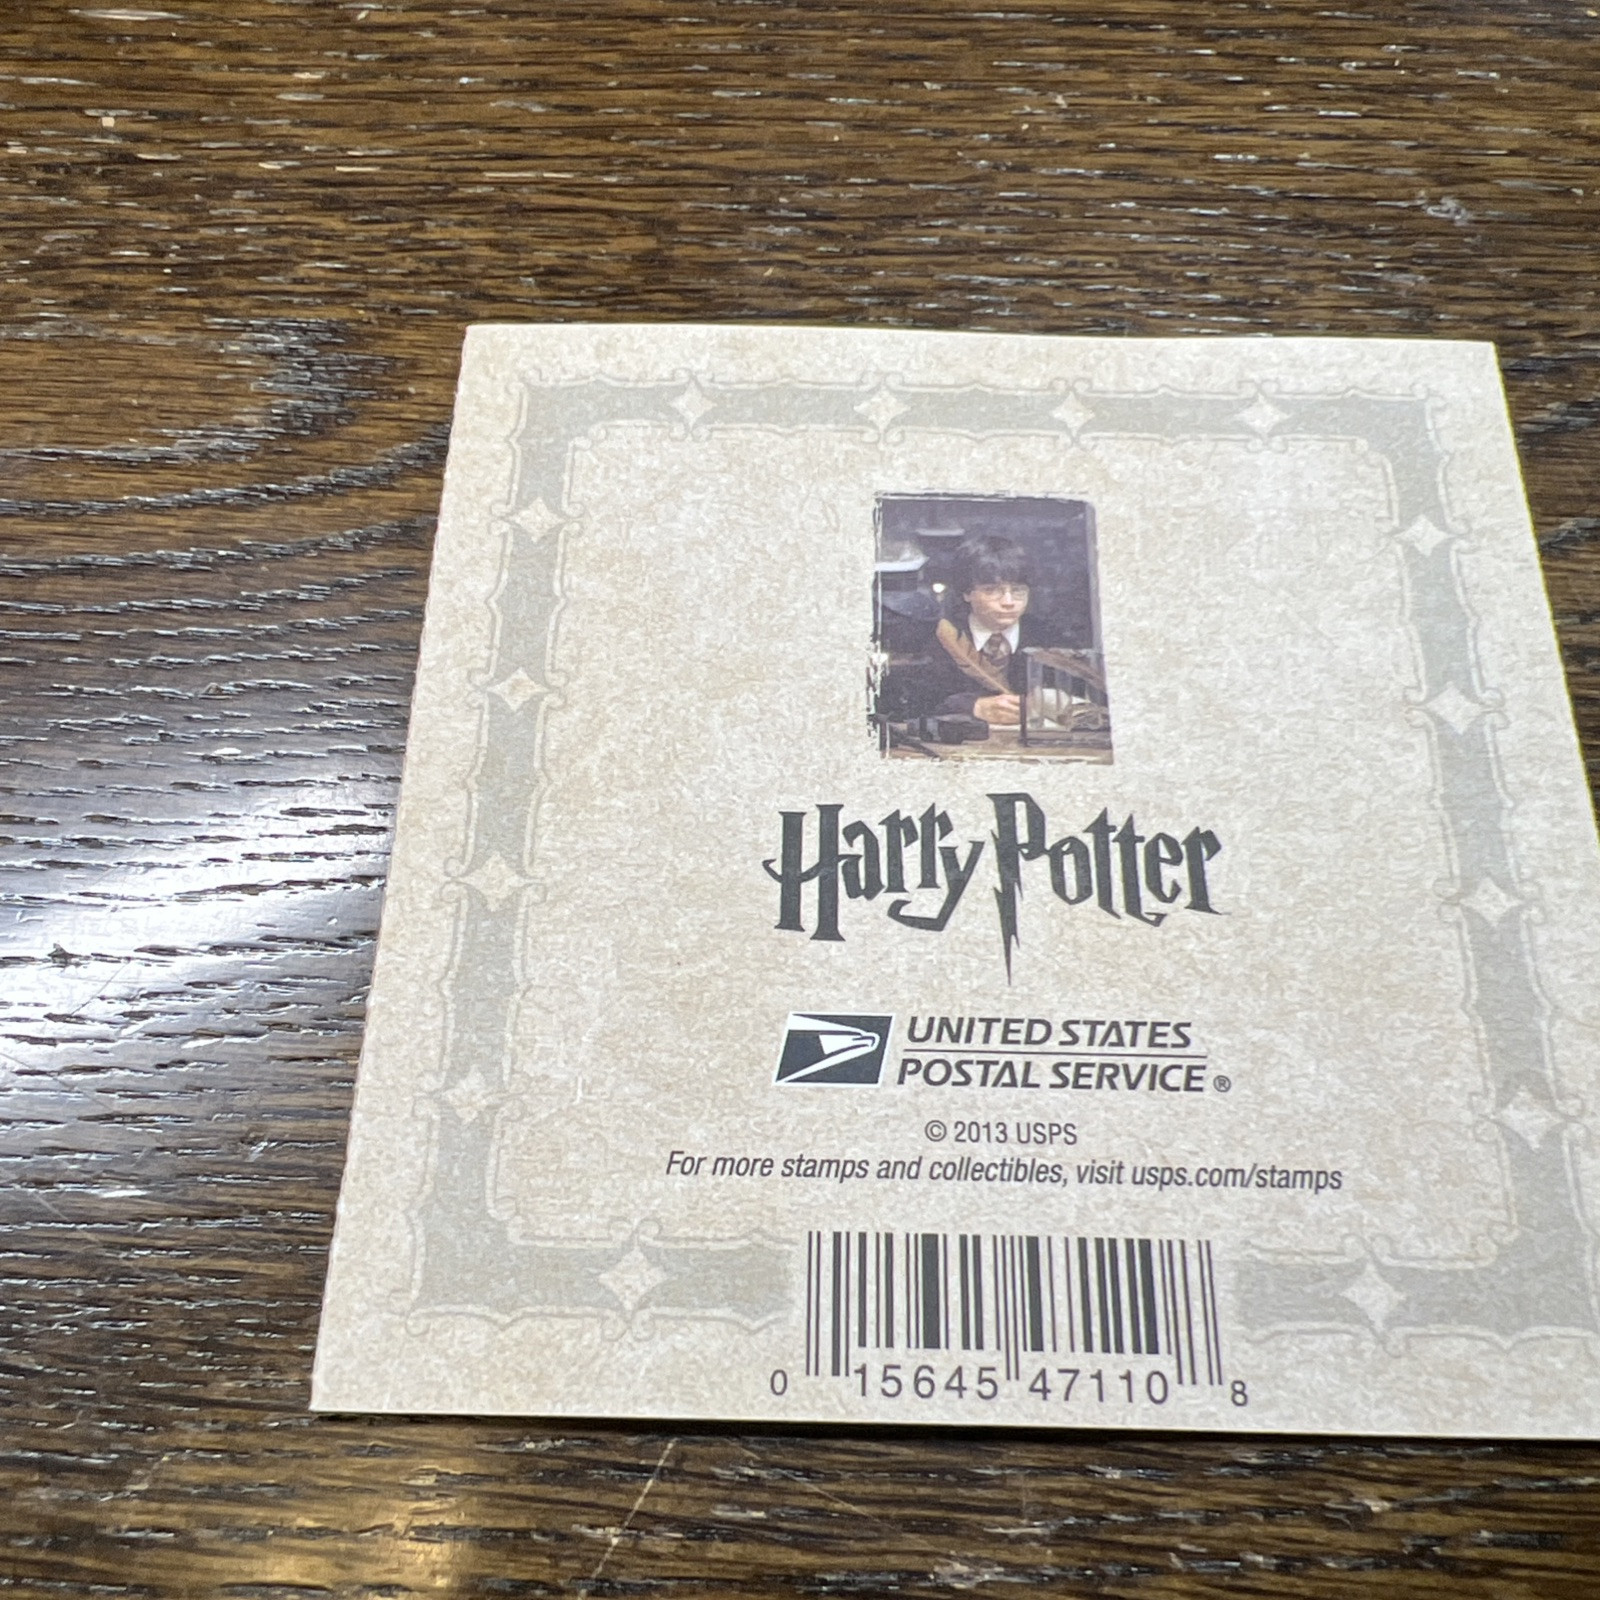 Harry Potter
UNITED STATES
POSTAL SERVICE®
© 2013 USPS
For more stamps and collectibles, visit usps.com/stamps
0 15645 47110 8